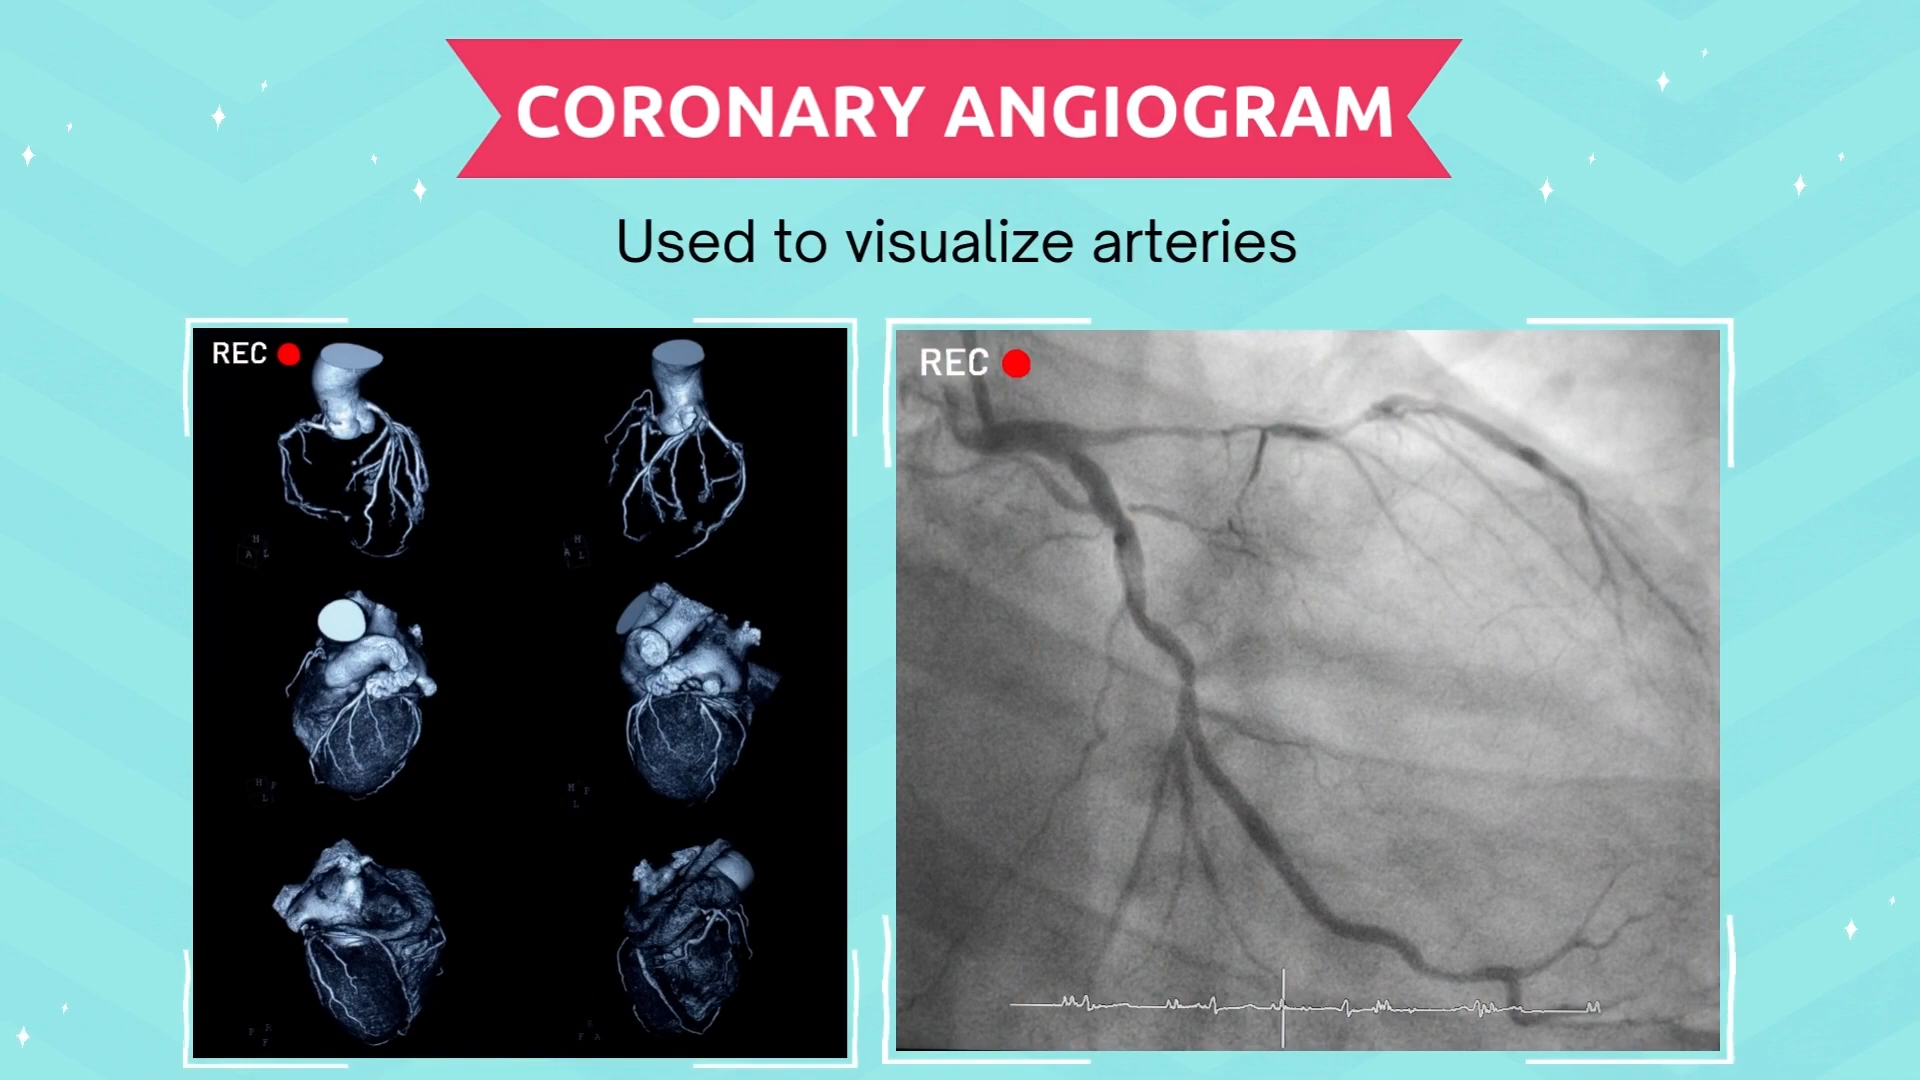 CORONARY ANGIOGRAM
Used to visualize arteries
REC
REC
H
A L
H
A L
H F
L
H F
L